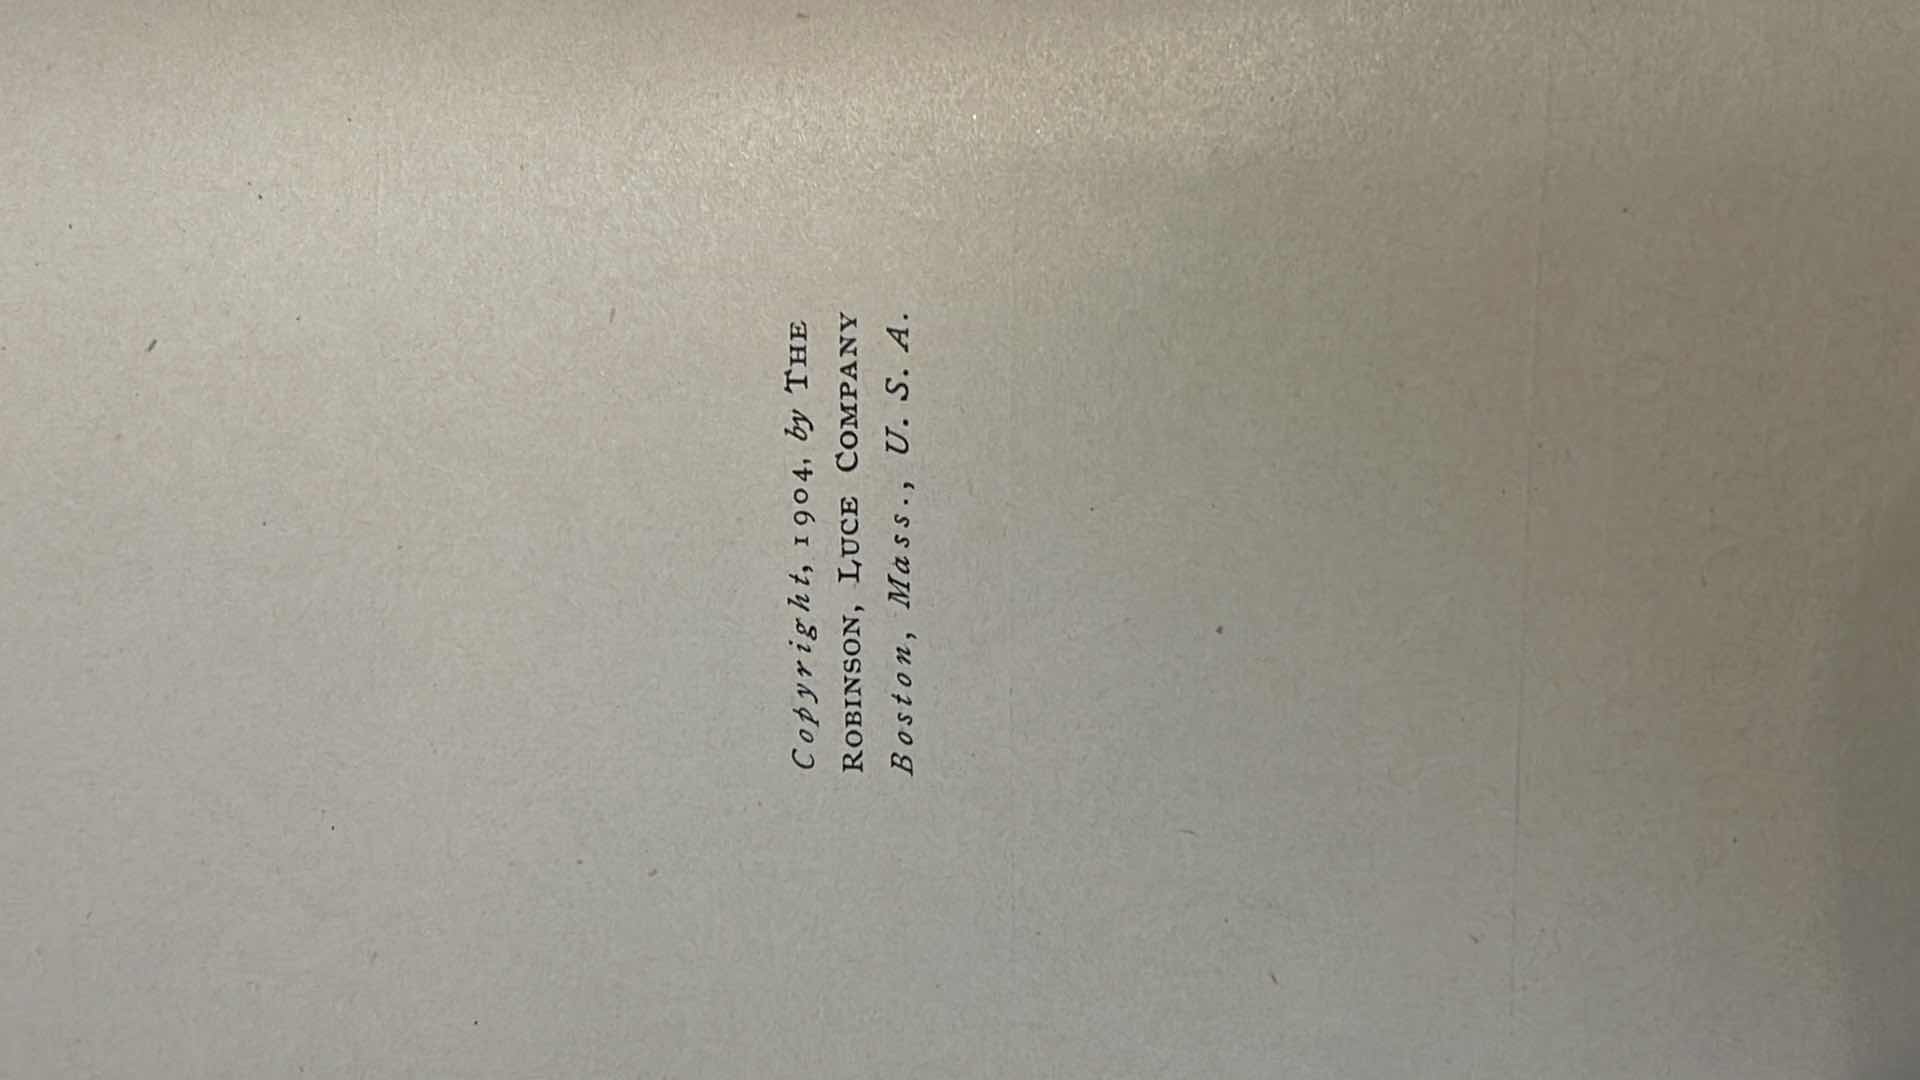 Copyright, 1904, by THE
ROBINSON, LUCE COMPANY
Boston, Mass., U. S. A.